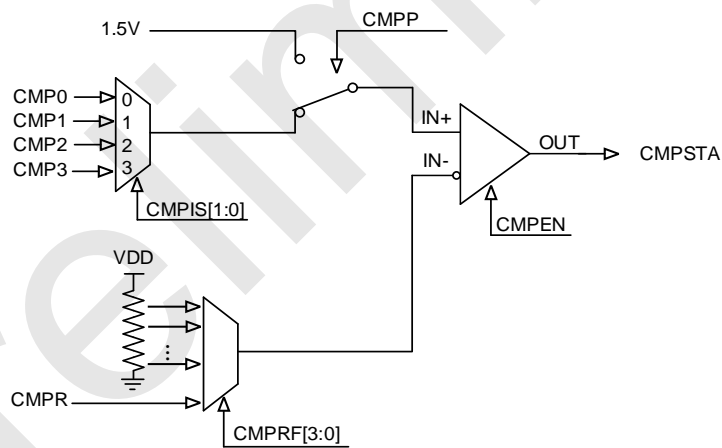 1.5V
CMPP
CMP0
CMP1
CMP2
CMP3
0
1
2
3
CMPIS[1:0]
IN+
IN-
OUT
CMPSTA
CMPEN
VDD
CMPR
CMPRF[3:0]